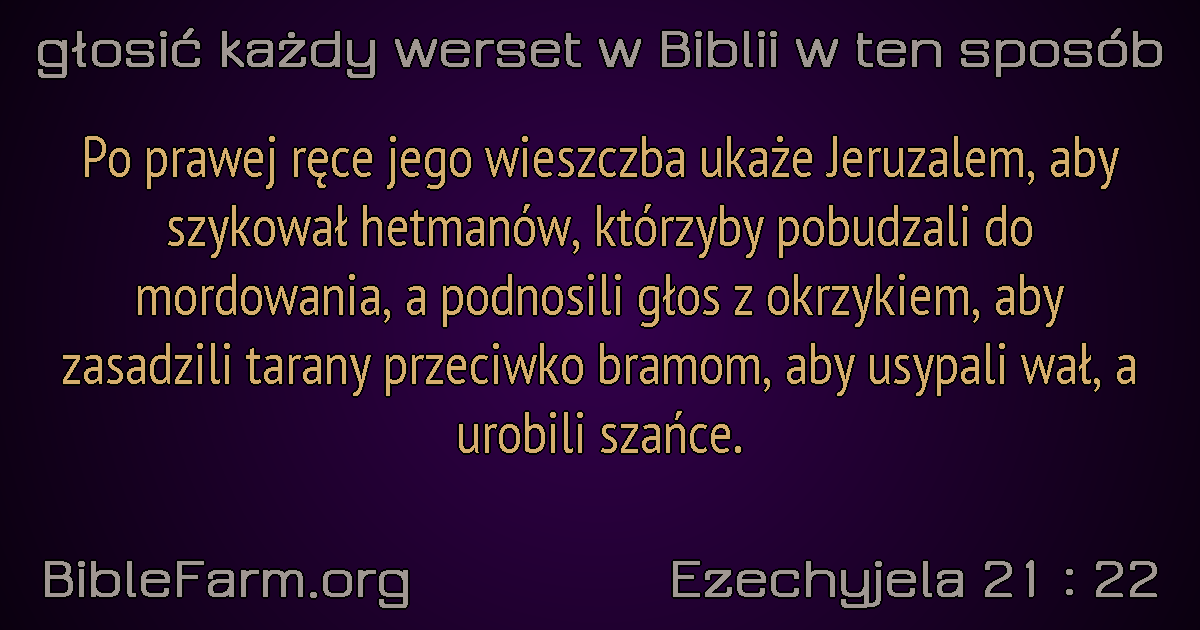 głosić każdy werset w Biblii w ten sposób
Po prawej ręce jego wieszczba ukaże Jeruzalem, aby
szykował hetmanów, którzyby pobudzali do
mordowania, a podnosili głos z okrzykiem, aby
zasadzili tarany przeciwko bramom, aby usypali wał, a
urobili szańce.
BibleFarm.org
Ezechyjela 21 : 22